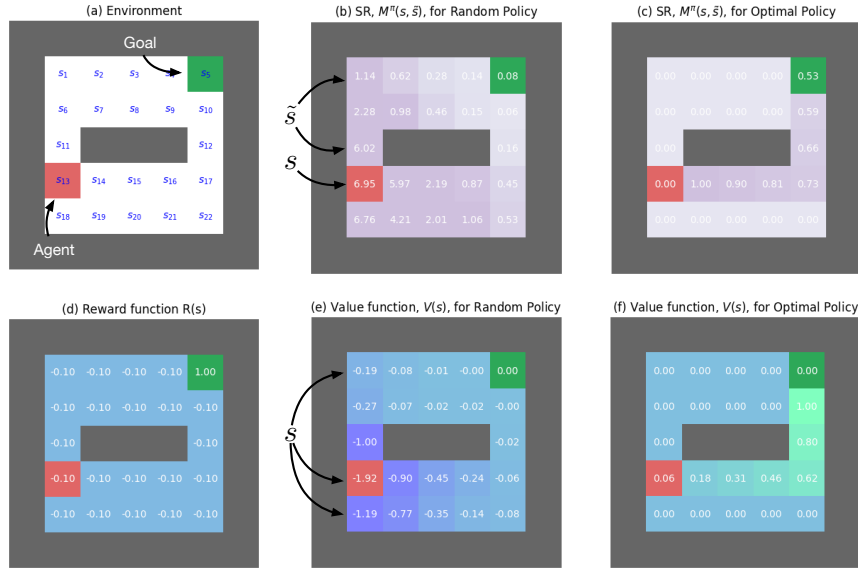 (a) Environment
Goal
s1 s2 s3 s5
s6 s7 s8 s9 s10
s11 s12
s13 s14 s15 s16 s17
s18 s19 s20 s21 s22
Agent
(b) SR, Mπ(s, s̃), for Random Policy
1.14 0.62 0.28 0.14 0.08
s̃
2.28 0.98 0.46 0.15 0.06
6.02 0.16
s
6.95 5.97 2.19 0.87 0.45
6.76 4.21 2.01 1.06 0.53
(c) SR, Mπ(s, s̃), for Optimal Policy
0.00 0.00 0.00 0.00 0.53
0.00 0.00 0.00 0.00 0.59
0.00 0.66
0.00 1.00 0.90 0.81 0.73
0.00 0.00 0.00 0.00 0.00
(d) Reward function R(s)
-0.10 -0.10 -0.10 -0.10 1.00
-0.10 -0.10 -0.10 -0.10 -0.10
-0.10 -0.10
-0.10 -0.10 -0.10 -0.10 -0.10
-0.10 -0.10 -0.10 -0.10 -0.10
(e) Value function, V(s), for Random Policy
-0.19 -0.08 -0.01 -0.00 0.00
-0.27 -0.07 -0.02 -0.02 -0.00
s
-1.00 -0.02
-1.92 -0.90 -0.45 -0.24 -0.06
-1.19 -0.77 -0.35 -0.14 -0.08
(f) Value function, V(s), for Optimal Policy
0.00 0.00 0.00 0.00 0.00
0.00 0.00 0.00 0.00 1.00
0.00 0.80
0.06 0.18 0.31 0.46 0.62
0.00 0.00 0.00 0.00 0.00